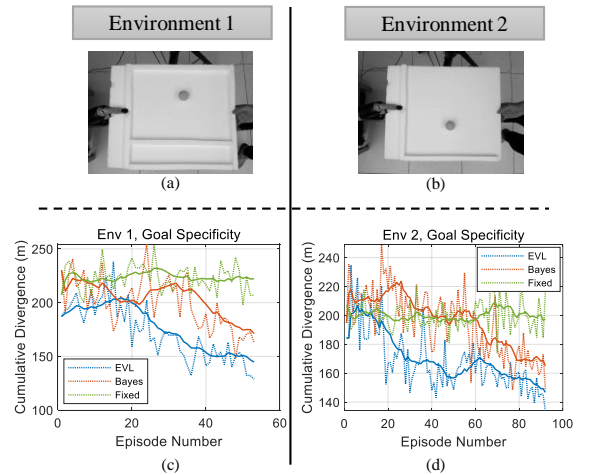 Environment 1
Environment 2
(a)
(b)
Env 1, Goal Specificity
Cumulative Divergence (m)
250
200
150
100
0
20
40
60
EVL
Bayes
Fixed
Episode Number
(c)
Env 2, Goal Specificity
Cumulative Divergence (m)
240
220
200
180
160
140
0
20
40
60
80
100
EVL
Bayes
Fixed
Episode Number
(d)